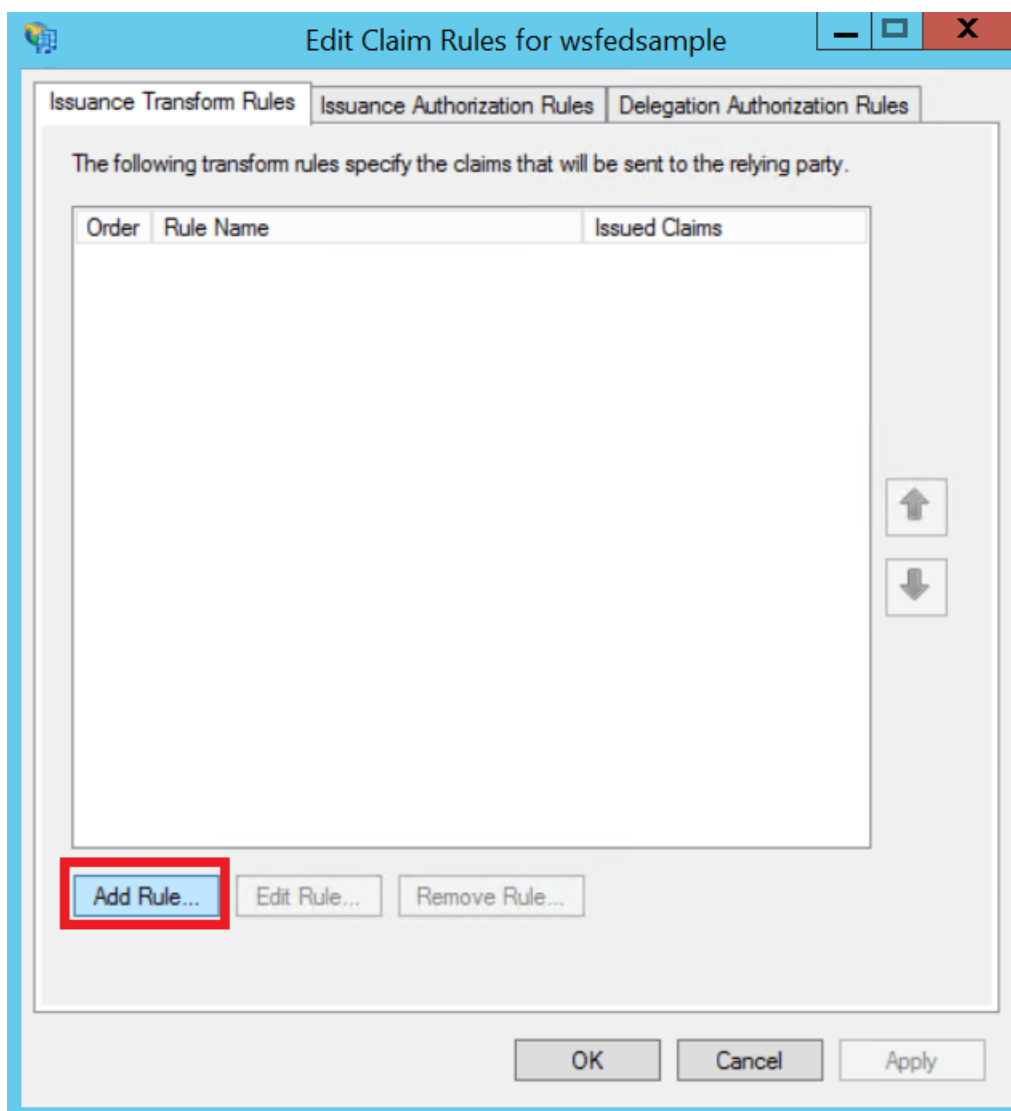 Edit Claim Rules for wsfedsample
Issuance Transform Rules Issuance Authorization Rules Delegation Authorization Rules
The following transform rules specify the claims that will be sent to the relying party.
Order Rule Name Issued Claims
Add Rule... Edit Rule... Remove Rule...
OK Cancel Apply